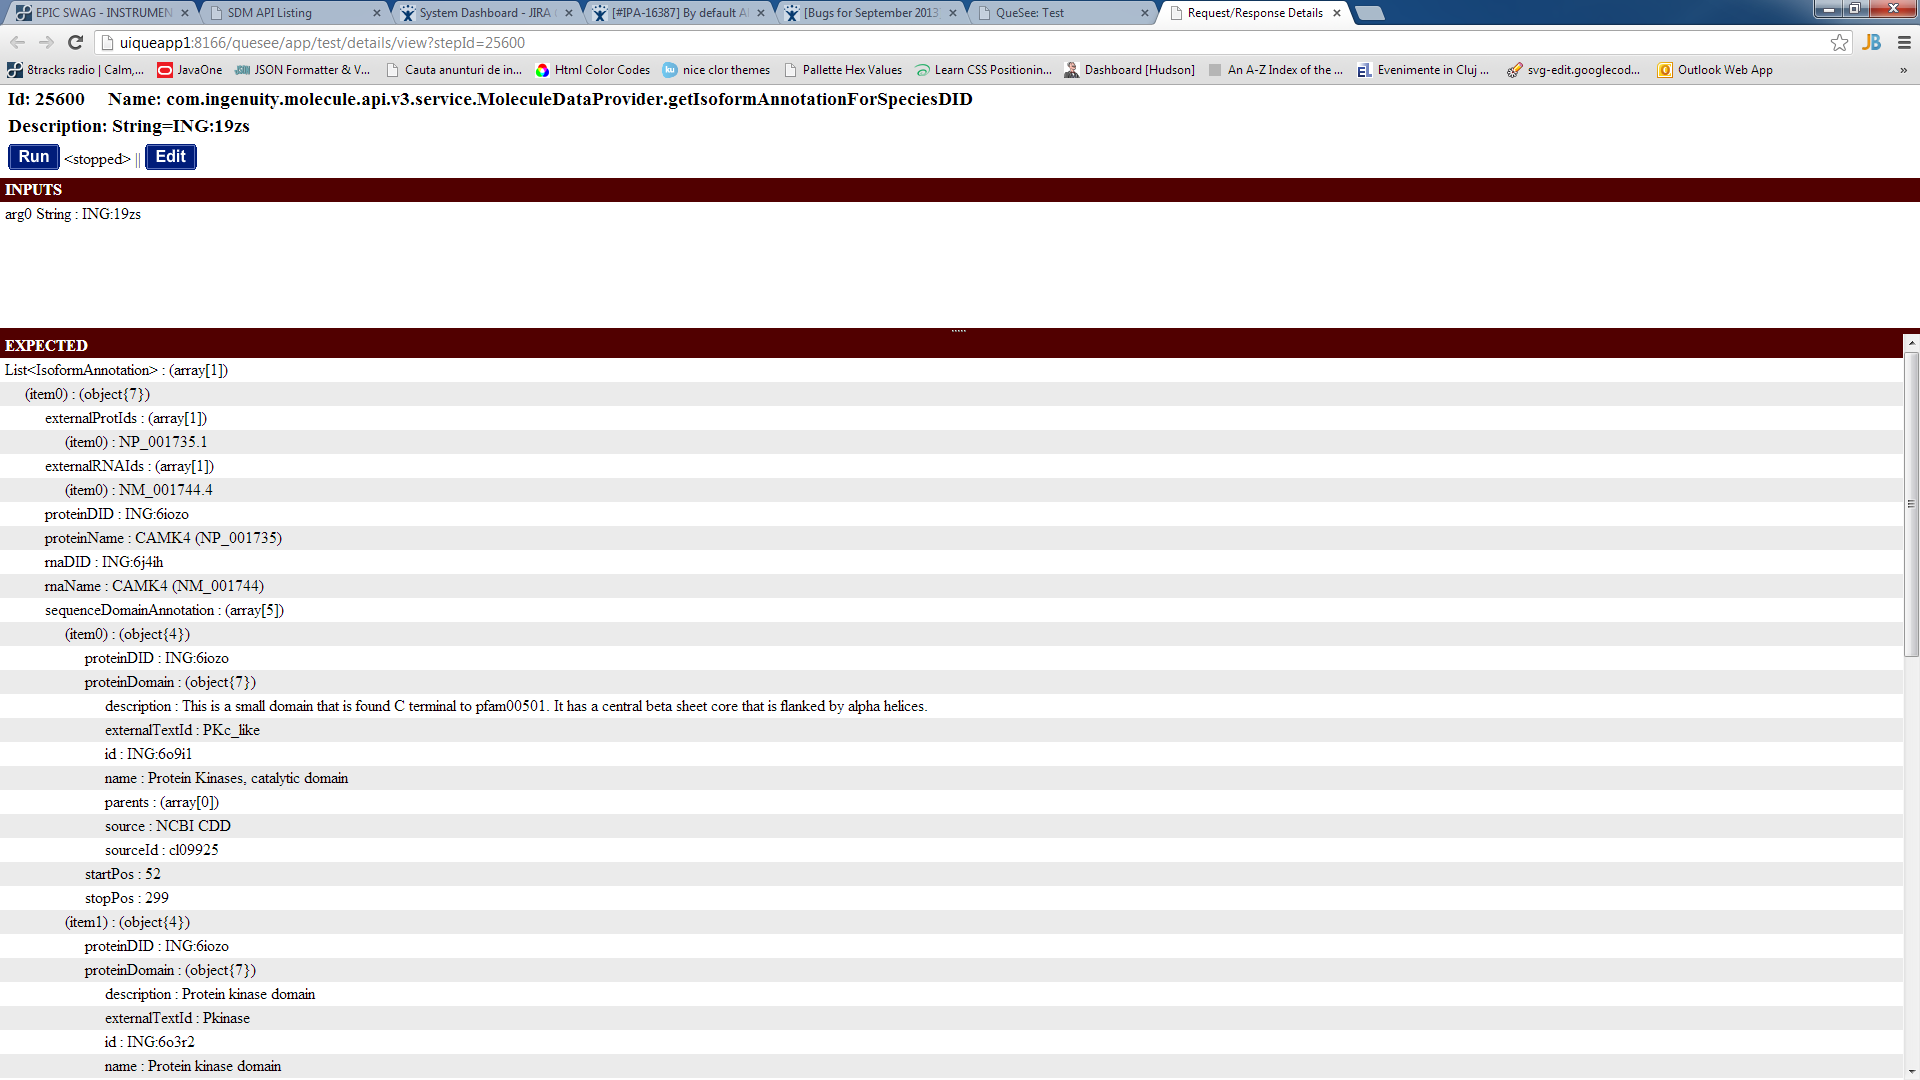 EPIC SWAG - INSTRUMEN
SDM API Listing
System Dashboard - JIRA
[#IPA-16387] By default A
[Bugs for September 2013
QueSee: Test
Request/Response Details
uiqueapp1:8166/quesee/app/test/details/view?stepId=25600
8tracks radio | Calm,...
JavaOne
JSON Formatter & V...
Cauta anunturi de in...
Html Color Codes
ku
nice clor themes
Pallette Hex Values
Learn CSS Positionin...
Dashboard [Hudson]
An A-Z Index of the ...
EL
Evenimente in Cluj ...
svg-edit.googlecod...
Outlook Web App
»
JB
Id: 25600 Name: com.ingenuity.molecule.api.v3.service.MoleculeDataProvider.getIsoformAnnotationForSpeciesDID
Description: String=ING:19zs
Run <stopped> || Edit
INPUTS
arg0 String : ING:19zs
EXPECTED
List<IsoformAnnotation> : (array[1])
(item0) : (object{7})
externalProtIds : (array[1])
(item0) : NP_001735.1
externalRNAIds : (array[1])
(item0) : NM_001744.4
proteinDID : ING:6iozo
proteinName : CAMK4 (NP_001735)
rnaDID : ING:6j4ih
rnaName : CAMK4 (NM_001744)
sequenceDomainAnnotation : (array[5])
(item0) : (object{4})
proteinDID : ING:6iozo
proteinDomain : (object{7})
description : This is a small domain that is found C terminal to pfam00501. It has a central beta sheet core that is flanked by alpha helices.
externalTextId : PKc_like
id : ING:6o9i1
name : Protein Kinases, catalytic domain
parents : (array[0])
source : NCBI CDD
sourceId : cl09925
startPos : 52
stopPos : 299
(item1) : (object{4})
proteinDID : ING:6iozo
proteinDomain : (object{7})
description : Protein kinase domain
externalTextId : Pkinase
id : ING:6o3r2
name : Protein kinase domain